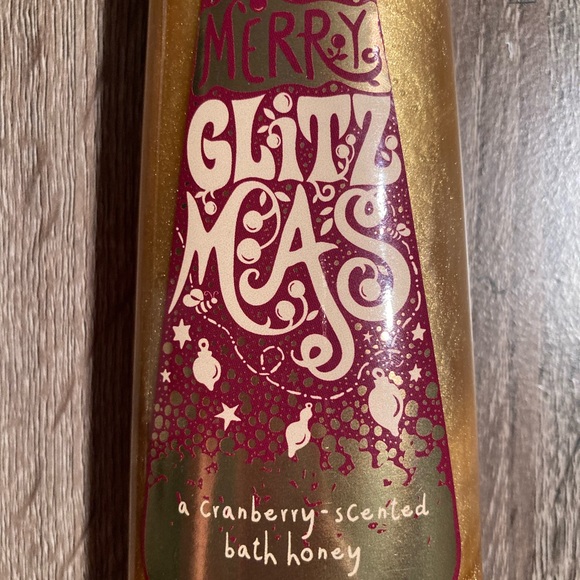 MERRY
GLiTZ
MAS
a cranberry-scented
bath honey